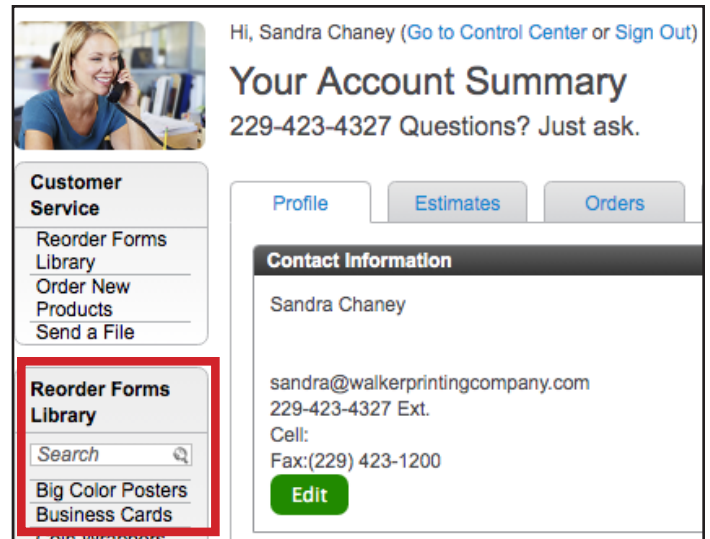 Hi, Sandra Chaney (Go to Control Center or Sign Out)
Your Account Summary
229-423-4327 Questions? Just ask.
Customer
Service
Reorder Forms
Library
Order New
Products
Send a File
Reorder Forms
Library
Search
Big Color Posters
Business Cards
Profile
Estimates
Orders
Contact Information
Sandra Chaney
sandra@walkerprintingcompany.com
229-423-4327 Ext.
Cell:
Fax:(229) 423-1200
Edit